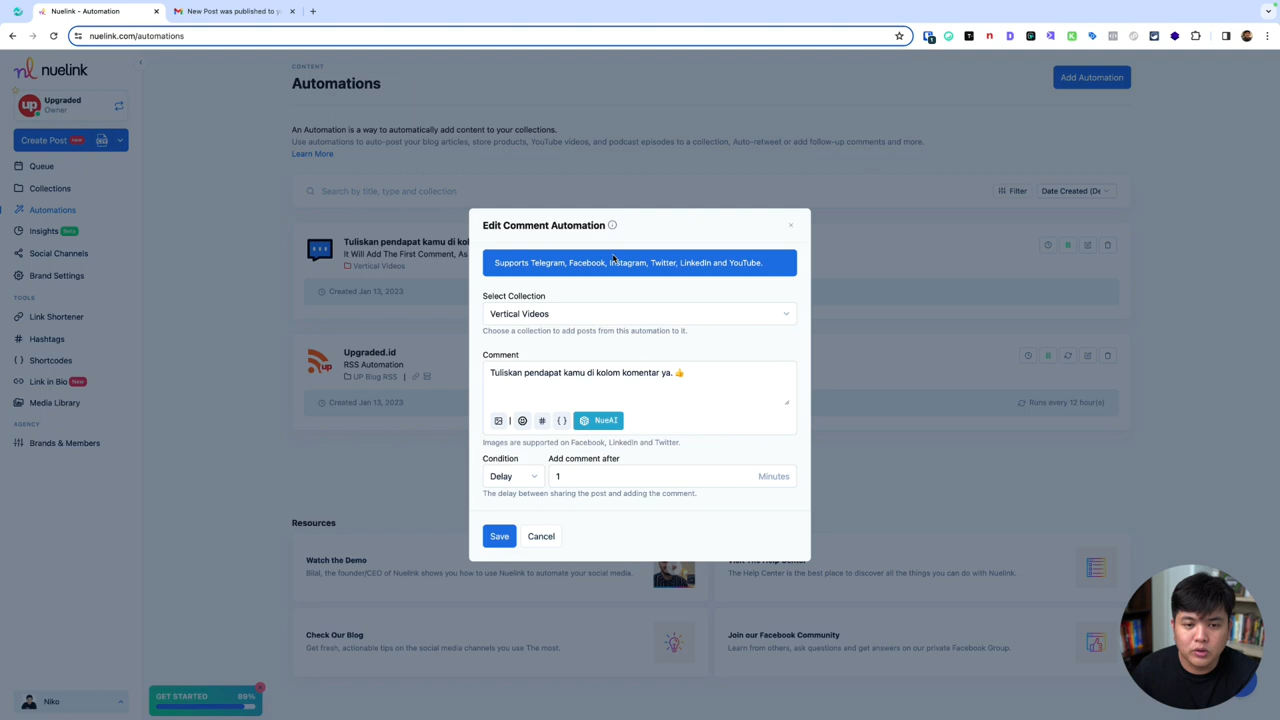 Nuelink - Automation
New Post was published to y
nuelink.com/automations
nuelink
Upgraded
Owner
Create Post new
Queue
Collections
Automations
Insights Beta
Social Channels
Brand Settings
TOOLS
Link Shortener
Hashtags
Shortcodes
Link in Bio New
Media Library
AGENCY
Brands & Members
Niko
GET STARTED 89%
CONTENT
Automations
Add Automation
An Automation is a way to automatically add content to your collections.
Use automations to auto-post your blog articles, store products, YouTube videos, and podcast episodes to a collection, Auto-retweet or add follow-up comments and more.
Learn More
Search by title, type and collection
Filter
Date Created (De
Tuliskan pendapat kamu di kol
It Will Add The First Comment, As
Vertical Videos
Created Jan 13, 2023
up
Upgraded.id
RSS Automation
UP Blog RSS |
Created Jan 13, 2023
Runs every 12 hour(s)
Edit Comment Automation
Supports Telegram, Facebook, Instagram, Twitter, LinkedIn and YouTube.
Select Collection
Vertical Videos
Choose a collection to add posts from this automation to it.
Comment
Tuliskan pendapat kamu di kolom komentar ya. 👍
# { } NueAI
Images are supported on Facebook, LinkedIn and Twitter.
Condition
Add comment after
Delay
1
Minutes
The delay between sharing the post and adding the comment.
Save
Cancel
Resources
Watch the Demo
Bilal, the founder/CEO of Nuelink shows you how to use Nuelink to automate your social media.
The Help Center is the best place to discover all the things you can do with Nuelink.
Check Our Blog
Get fresh, actionable tips on the social media channels you use The most.
Join our Facebook Community
Learn from others, ask questions and get answers on our private Facebook Group.